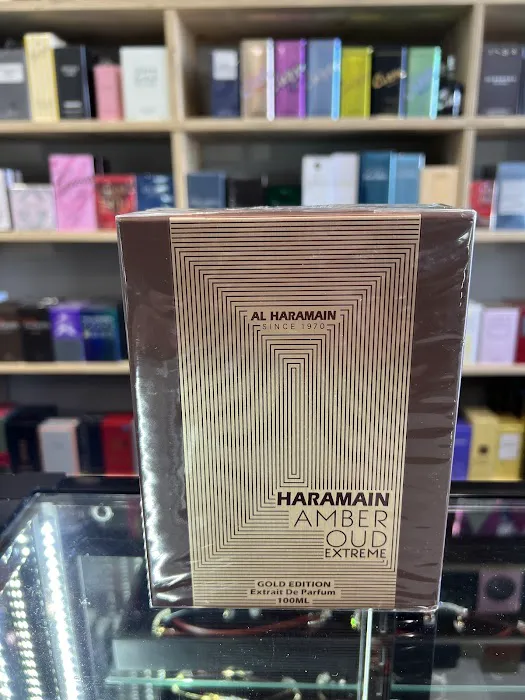 AL HARAMAIN
SINCE 1970
HARAMAIN
AMBER
OUD
EXTREME
GOLD EDITION
Extrait De Parfum
100ML